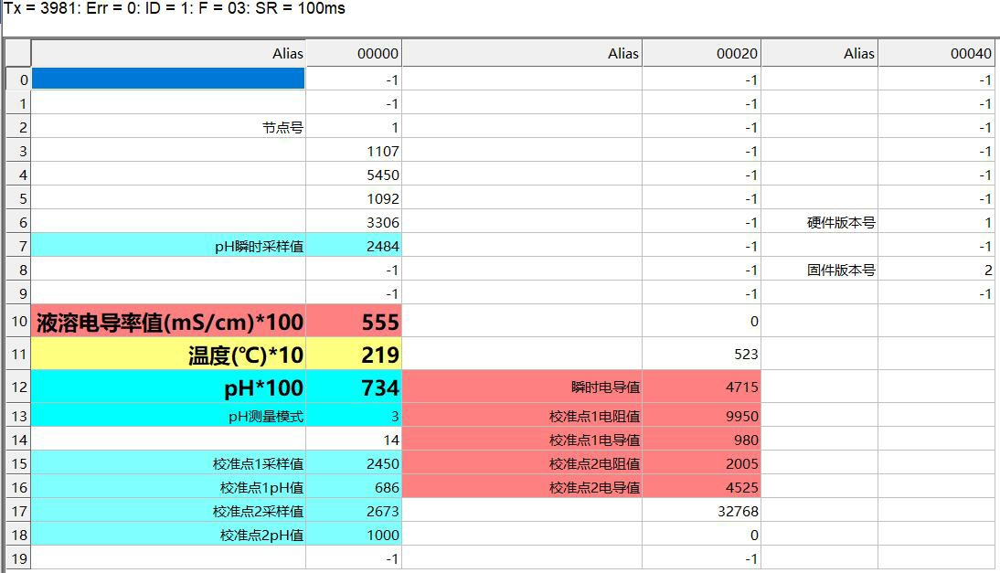 Tx = 3981: Err = 0: ID = 1: F = 03: SR = 100ms
Alias 00000 Alias 00020 Alias 00040
0 -1 -1 -1
1 -1 -1 -1
2 节点号 1 -1 -1
3 1107 -1 -1
4 5450 -1 -1
5 1092 -1 -1
6 3306 -1 硬件版本号 1
7 pH瞬时采样值 2484 -1 -1
8 -1 -1 固件版本号 2
9 -1 -1 -1
10 液溶电导率值(mS/cm)*100 555 0
11 温度(℃)*10 219 523
12 pH*100 734 瞬时电导值 4715
13 pH测量模式 3 校准点1电阻值 9950
14 14 校准点1电导值 980
15 校准点1采样值 2450 校准点2电阻值 2005
16 校准点1pH值 686 校准点2电导值 4525
17 校准点2采样值 2673 32768
18 校准点2pH值 1000 0
19 -1 -1